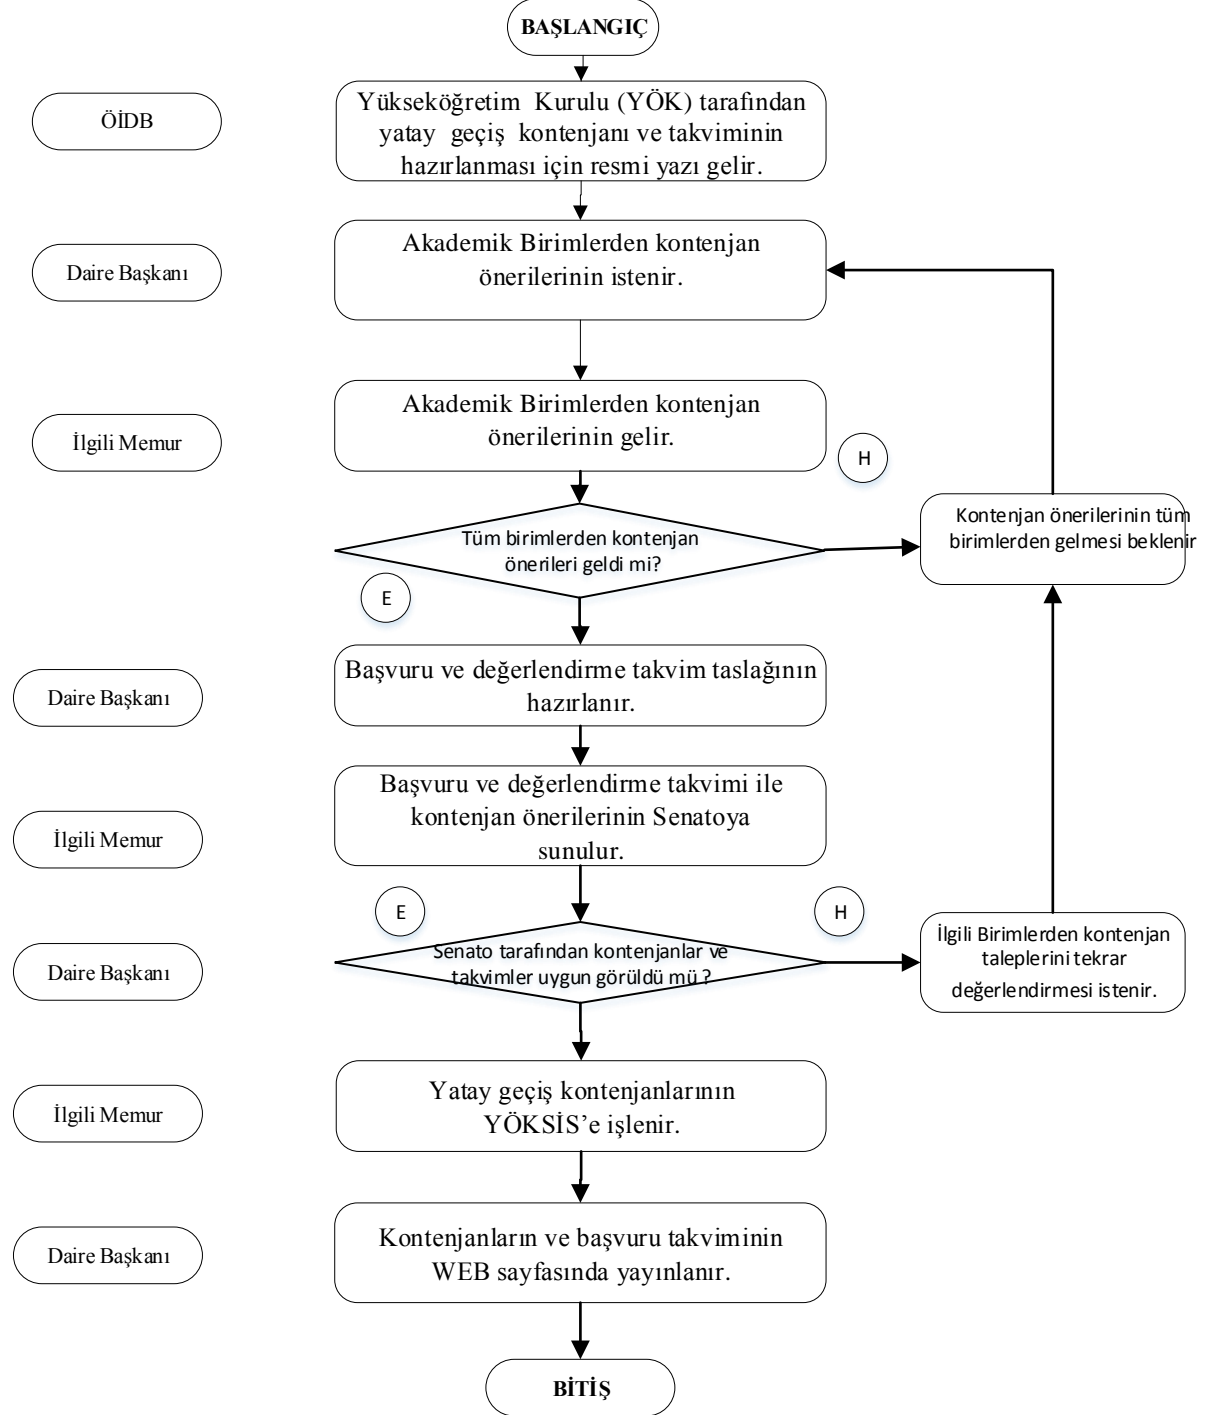 BAŞLANGIÇ
ÖİDB
Yükseköğretim Kurulu (YÖK) tarafından
yatay geçiş kontenjanı ve takviminin
hazırlanması için resmi yazı gelir.
Daire Başkanı
Akademik Birimlerden kontenjan
önerilerinin istenir.
İlgili Memur
Akademik Birimlerden kontenjan
önerilerinin gelir.
H
Tüm birimlerden kontenjan
önerileri geldi mi?
Kontenjan önerilerinin tüm
birimlerden gelmesi beklenir
E
Daire Başkanı
Başvuru ve değerlendirme takvim taslağının
hazırlanır.
İlgili Memur
Başvuru ve değerlendirme takvimi ile
kontenjan önerilerinin Senatoya
sunulur.
E
H
Daire Başkanı
Senato tarafından kontenjanlar ve
takvimler uygun görüldü mü ?
İlgili Birimlerden kontenjan
taleplerini tekrar
değerlendirmesi istenir.
İlgili Memur
Yatay geçiş kontenjanlarının
YÖKSİS’e işlenir.
Daire Başkanı
Kontenjanların ve başvuru takviminin
WEB sayfasında yayınlanır.
BİTİŞ